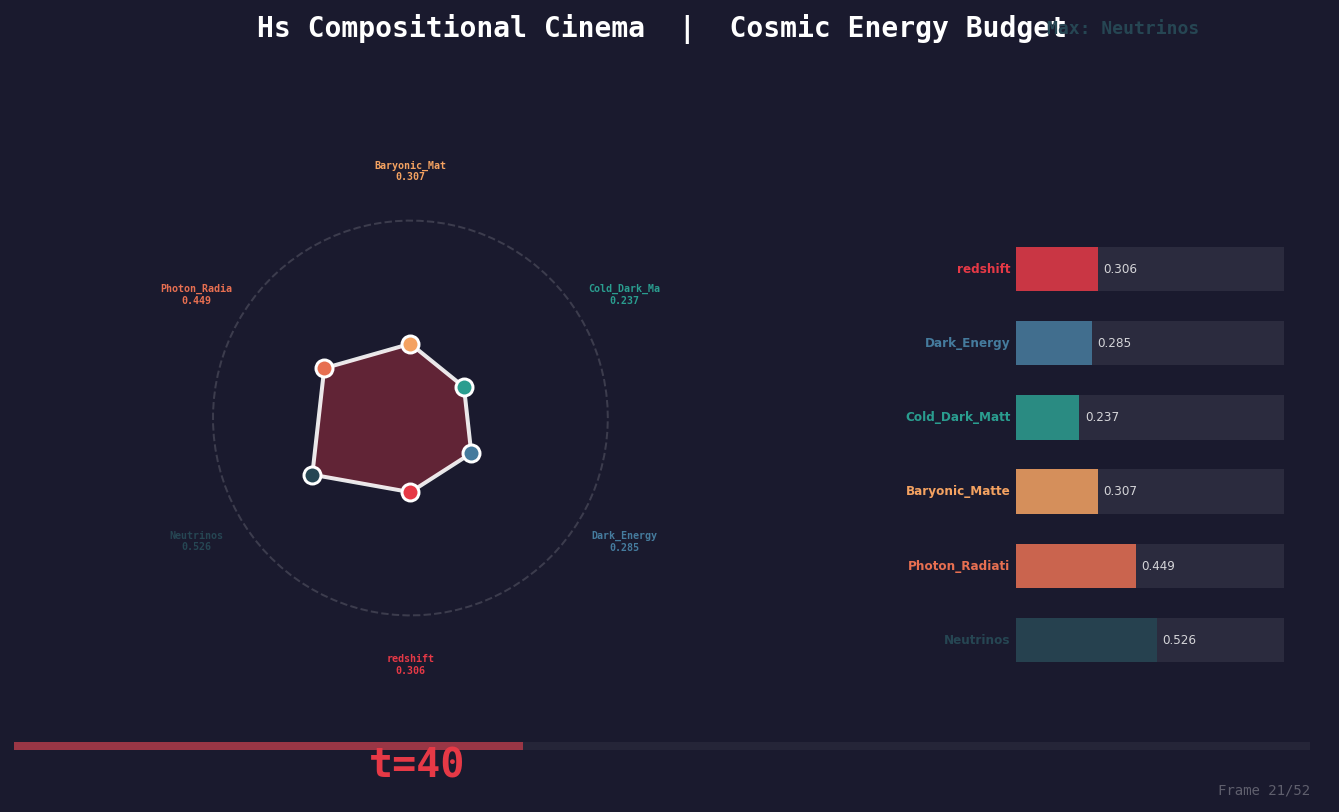 Hs Compositional Cinema | Cosmic Energy Budget
Max: Neutrinos
Baryonic_Mat
0.307
Photon_Radia
0.449
Cold_Dark_Ma
0.237
Neutrinos
0.526
Dark_Energy
0.285
redshift
0.306
redshift 0.306
Dark_Energy 0.285
Cold_Dark_Matt 0.237
Baryonic_Matte 0.307
Photon_Radiati 0.449
Neutrinos 0.526
t=40
Frame 21/52